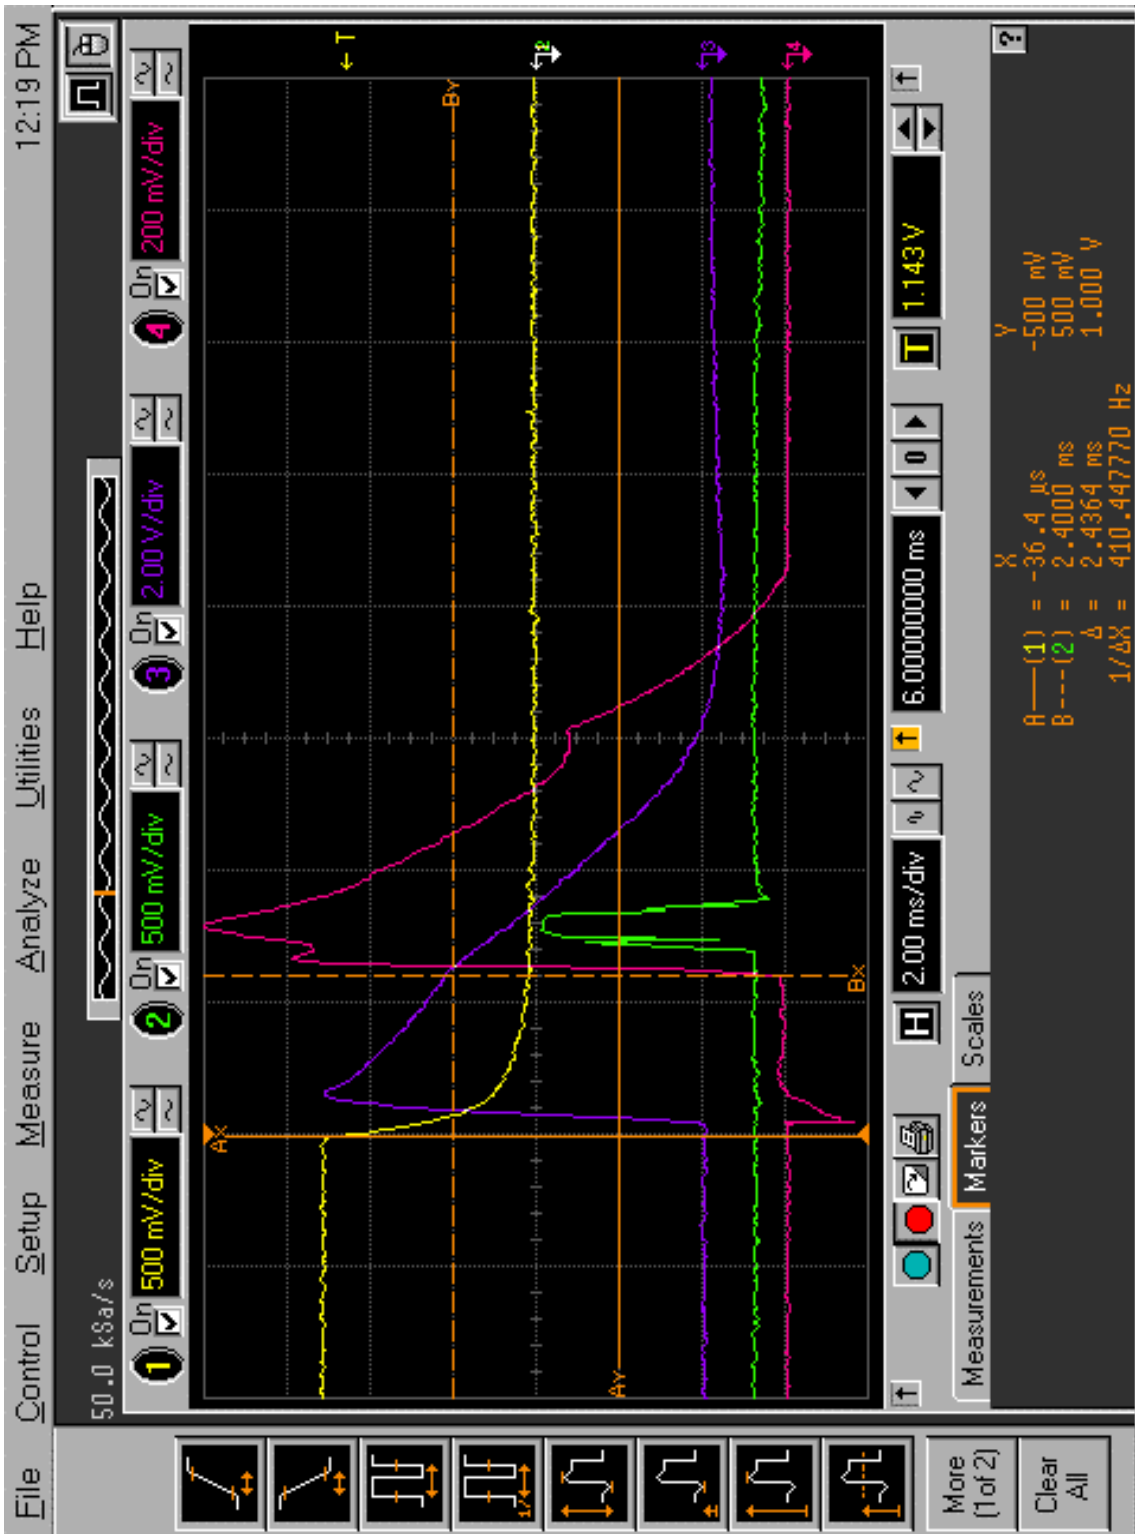 File Control Setup Measure Analyze Utilities Help 12:19 PM
50.0 kSa/s
1 On 500 mV/div 2 On 500 mV/div 3 On 2.00 V/div 4 On 200 mV/div
Ax
T
By
2
Ay
3
4
Bx
H 2.00 ms/div 6.00000000 ms 0 T 1.143 V
More
(1 of 2)
Clear
All
Measurements Markers Scales
?
X Y
A——(1) = -36.4 µs -500 mV
B---(2) = 2.4000 ms 500 mV
Δ = 2.4364 ms 1.000 V
1/ΔX = 410.447770 Hz